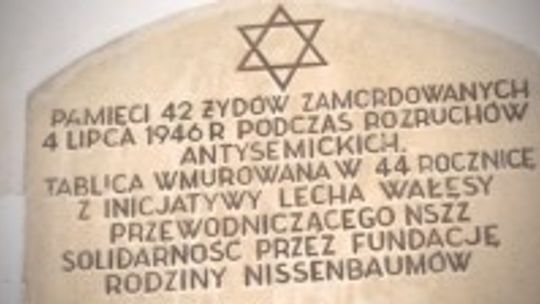 PAMIĘCI 42 ŻYDÓW ZAMORDOWANYCH
4 LIPCA 1946 R PODCZAS ROZRUCHÓW
ANTYSEMICKICH.
TABLICA WMUROWANA W 44 ROCZNICĘ
Z INICJATYWY LECHA WAŁĘSY
PRZEWODNICZĄCEGO NSZZ
SOLIDARNOŚĆ PRZEZ FUNDACJĘ
RODZINY NISSENBAUMÓW